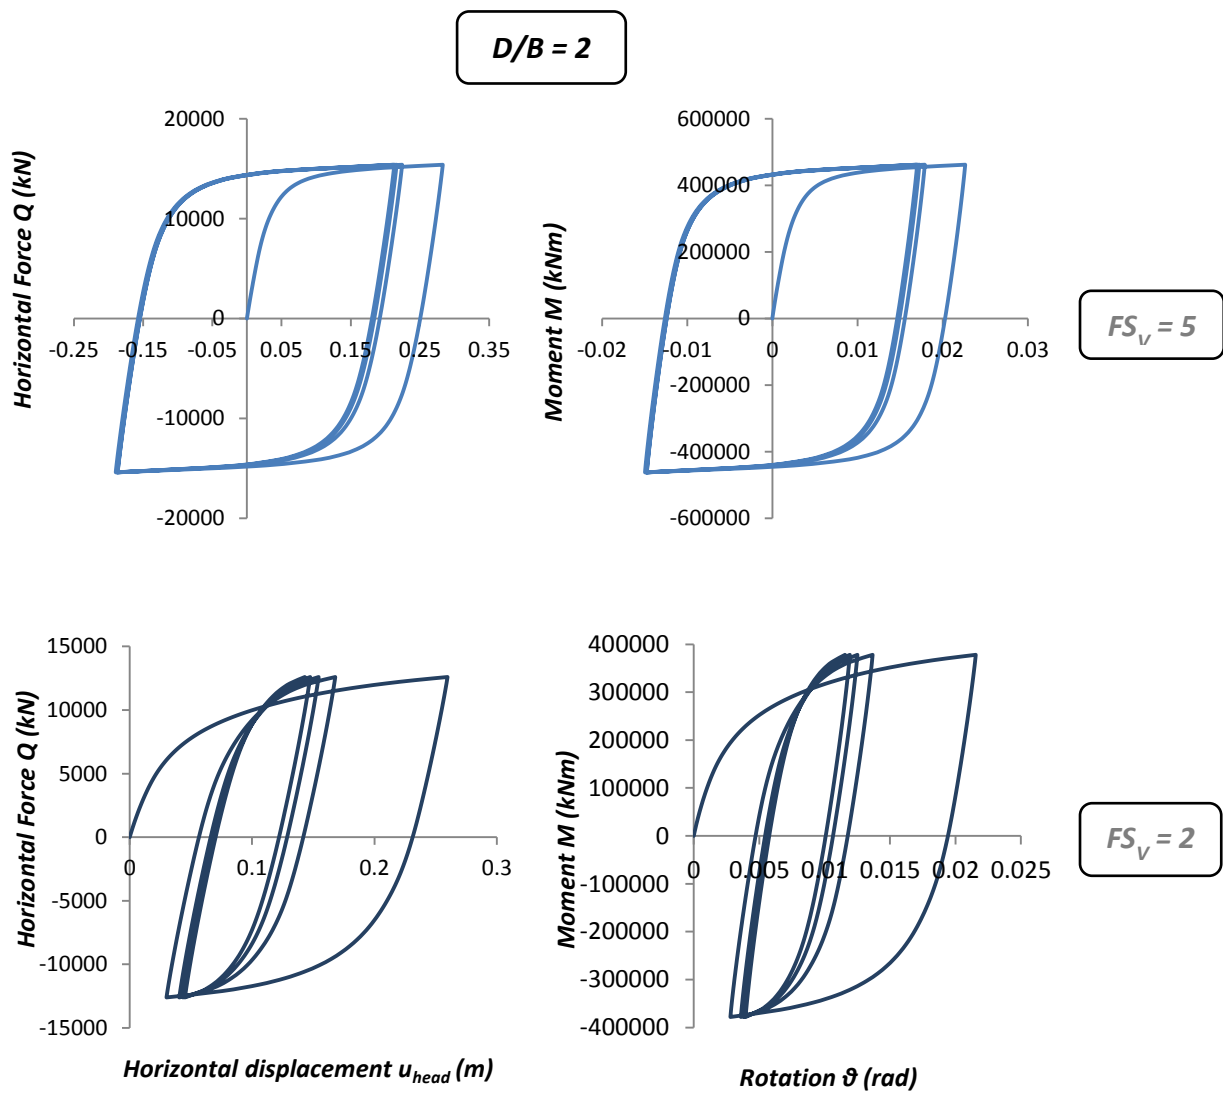 D/B = 2
Horizontal Force Q (kN)
20000
10000
0
-10000
-20000
-0.25 -0.15 -0.05 0.05 0.15 0.25 0.35
Moment M (kNm)
600000
400000
200000
0
-200000
-400000
-600000
-0.02 -0.01 0 0.01 0.02 0.03
FSV = 5
Horizontal Force Q (kN)
15000
10000
5000
0
-5000
-10000
-15000
0 0.1 0.2 0.3
Horizontal displacement uhead (m)
Moment M (kNm)
400000
300000
200000
100000
0
-100000
-200000
-300000
-400000
0 0.005 0.01 0.015 0.02 0.025
Rotation ϑ (rad)
FSV = 2